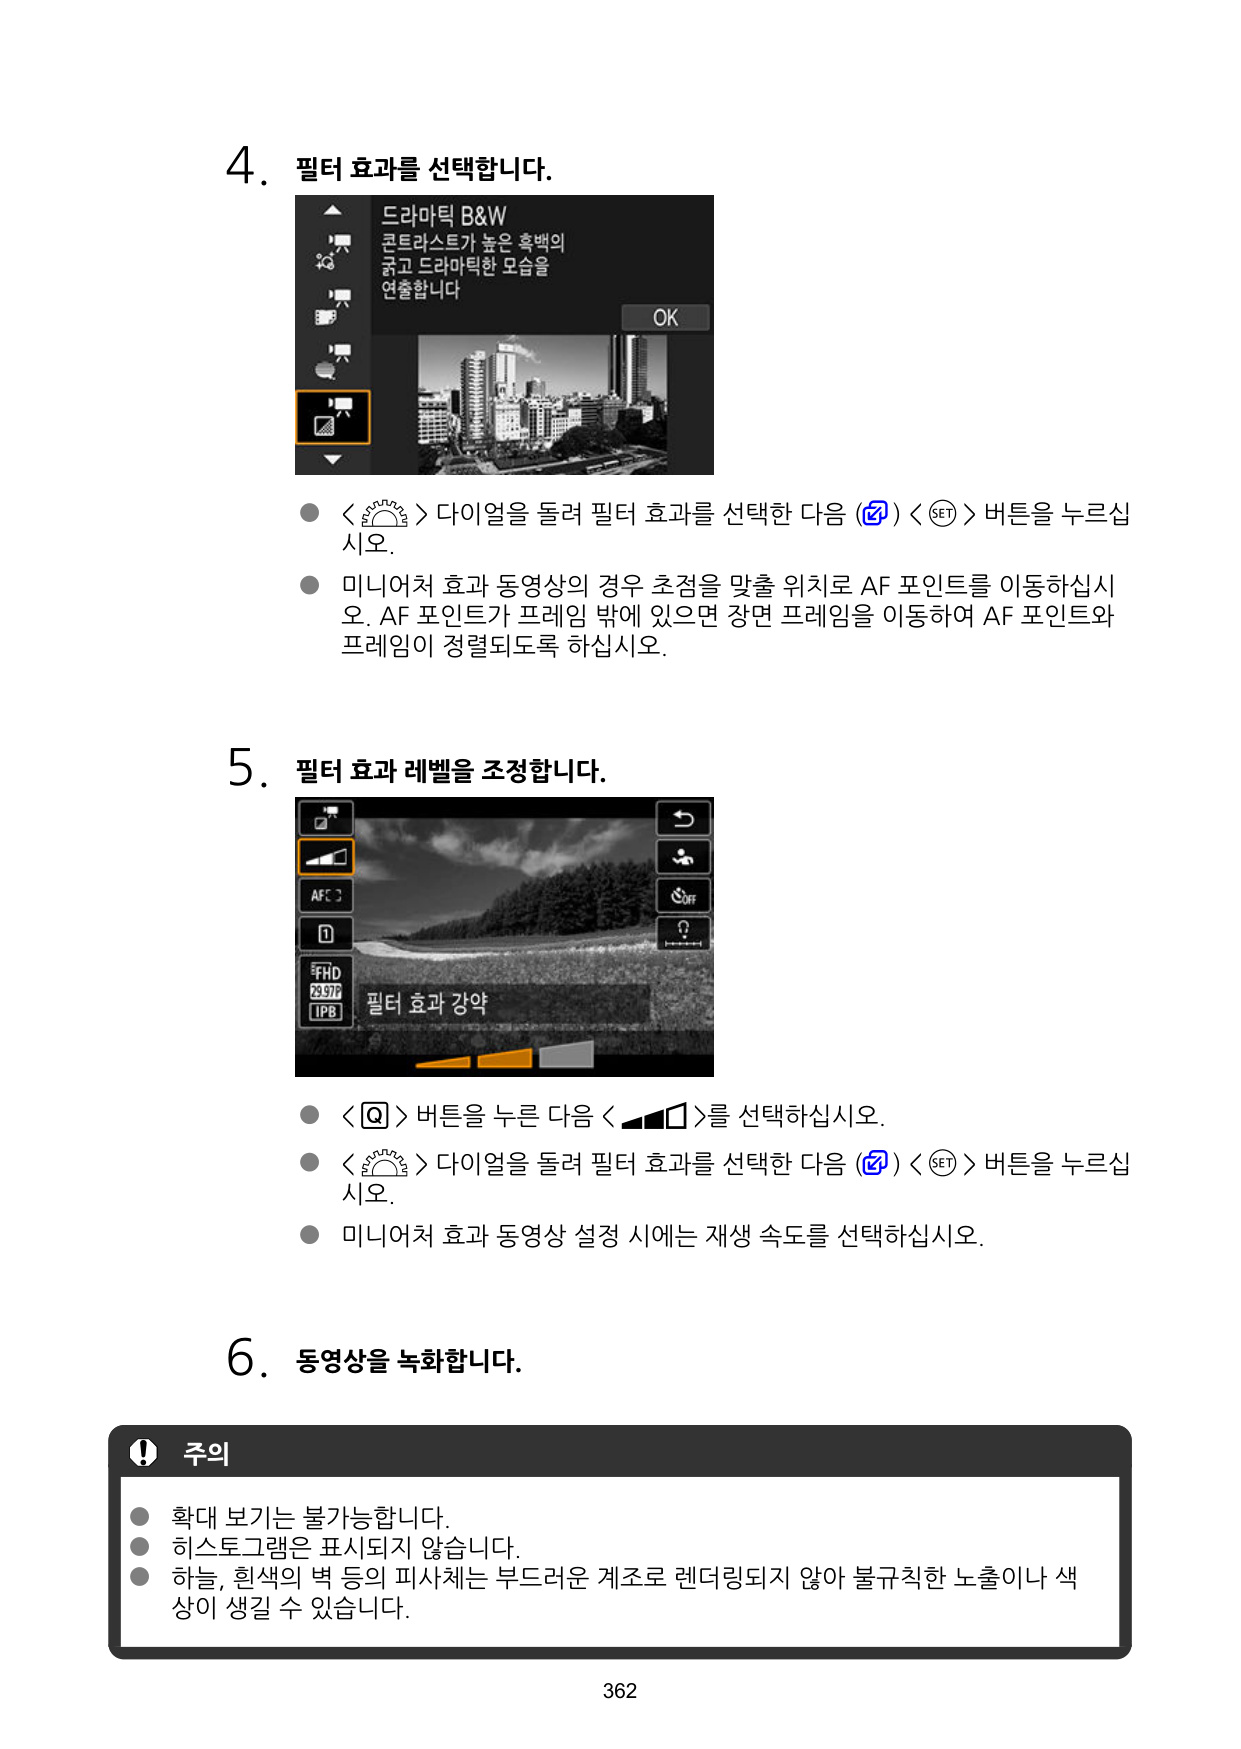 4. 필터 효과를 선택합니다.
드라마틱 B&W
콘트라스트가 높은 흑백의
굵고 드라마틱한 모습을
연출합니다
OK
< > 다이얼을 돌려 필터 효과를 선택한 다음 ( ) < SET > 버튼을 누르십
시오.
미니어처 효과 동영상의 경우 초점을 맞출 위치로 AF 포인트를 이동하십시
오. AF 포인트가 프레임 밖에 있으면 장면 프레임을 이동하여 AF 포인트와
프레임이 정렬되도록 하십시오.
5. 필터 효과 레벨을 조정합니다.
AF
OFF
1
FHD
29.97P
IPB
필터 효과 강약
< Q > 버튼을 누른 다음 < >를 선택하십시오.
< > 다이얼을 돌려 필터 효과를 선택한 다음 ( ) < SET > 버튼을 누르십
시오.
미니어처 효과 동영상 설정 시에는 재생 속도를 선택하십시오.
6. 동영상을 녹화합니다.
주의
확대 보기는 불가능합니다.
히스토그램은 표시되지 않습니다.
하늘, 흰색의 벽 등의 피사체는 부드러운 계조로 렌더링되지 않아 불규칙한 노출이나 색
상이 생길 수 있습니다.
362